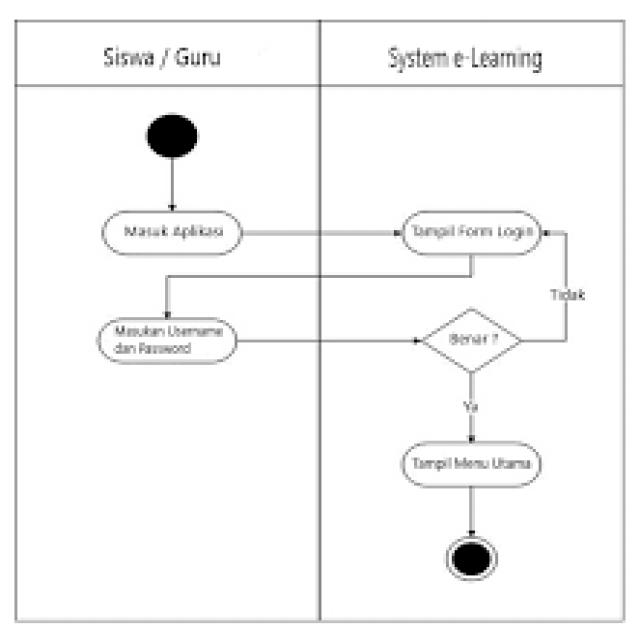 Siswa / Guru
System e-Learning
Masuk Aplikasi
Tampil Form Login
Tidak
Masukan Username
dan Password
Benar ?
Ya
Tampil Menu Utama